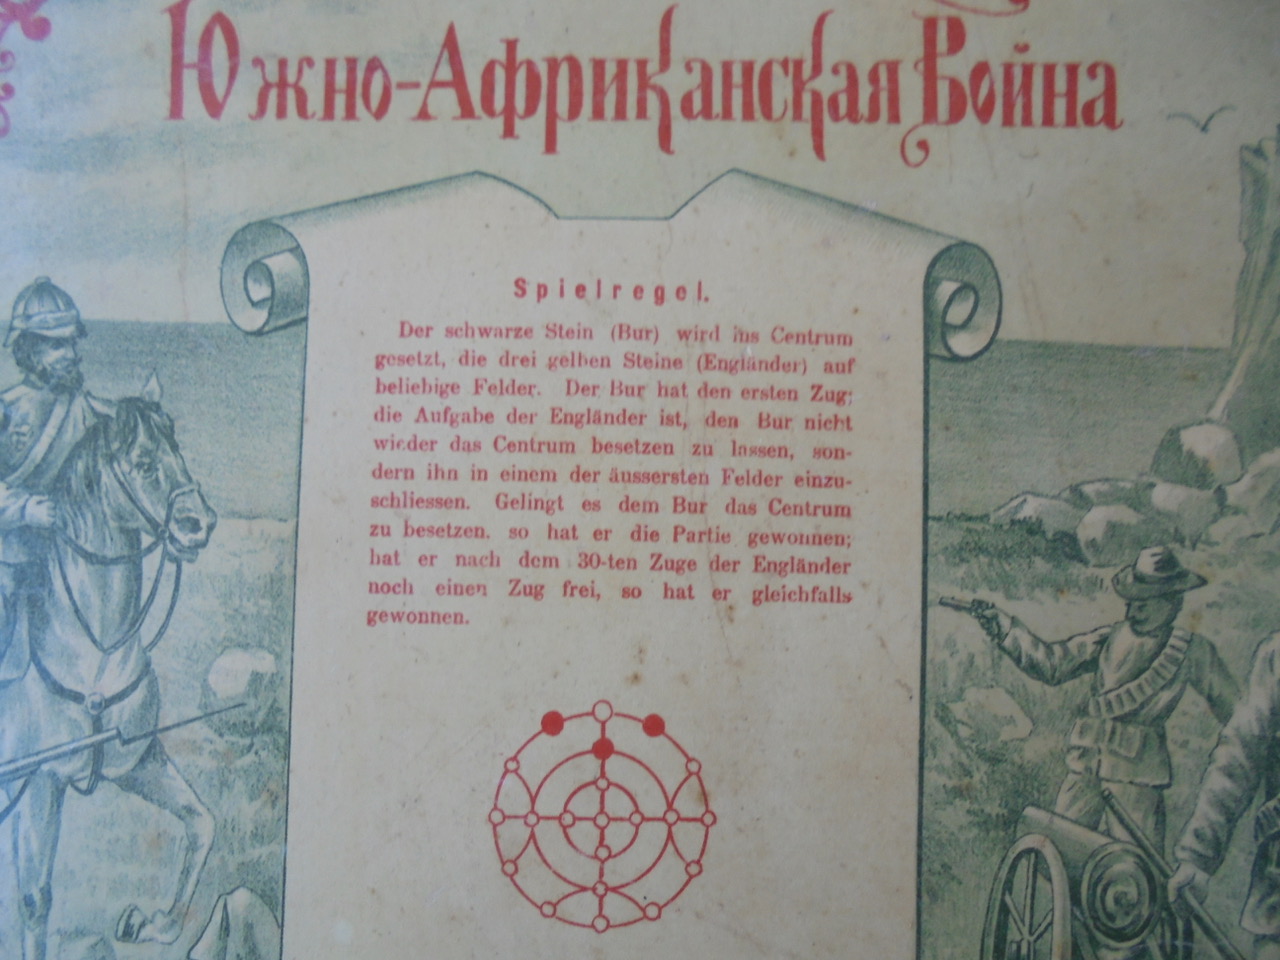 Южно-Африканская Война
Spielregel.
Der schwarze Stein (Bur) wird ins Centrum
gesetzt, die drei gelben Steine (Engländer) auf
beliebige Felder. Der Bur hat den ersten Zug;
die Aufgabe der Engländer ist, den Bur nicht
wieder das Centrum besetzen zu lassen, son-
dern ihn in einem der äussersten Felder einzu-
schliessen. Gelingt es dem Bur das Centrum
zu besetzen. so hat er die Partie gewonnen;
hat er nach dem 30-ten Zuge der Engländer
noch einen Zug frei, so hat er gleichfalls
gewonnen.